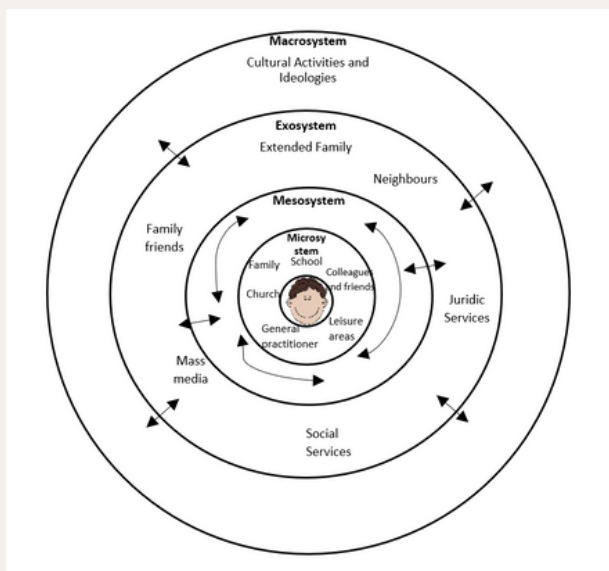 Macrosystem
Cultural Activities and
Ideologies
Exosystem
Extended Family
Neighbours
Mesosystem
Family
friends
Microsy
stem
School
Family
Colleagues
and friends
Church
Juridic
Services
General
practitioner
Leisure
areas
Mass
media
Social
Services